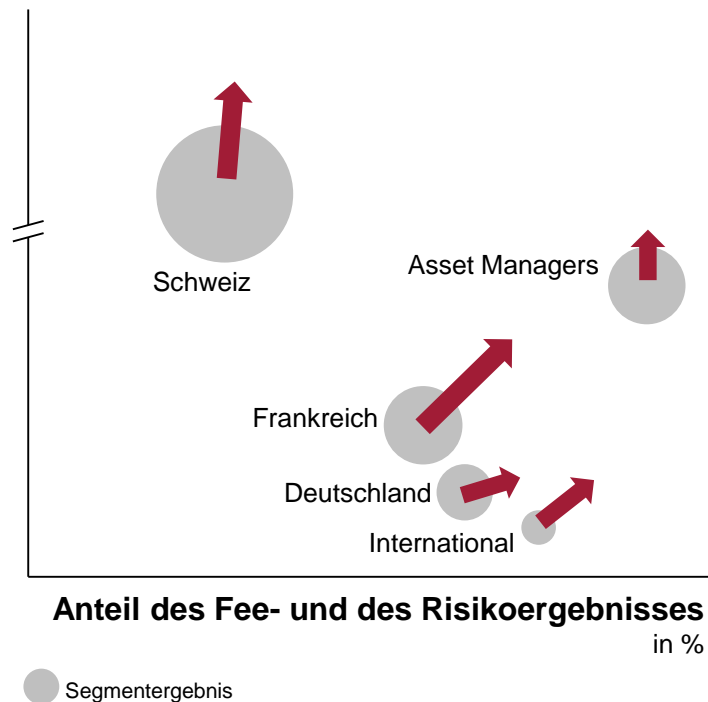 Schweiz
Asset Managers
Frankreich
Deutschland
International
Anteil des Fee- und des Risikoergebnisses
in %
Segmentergebnis